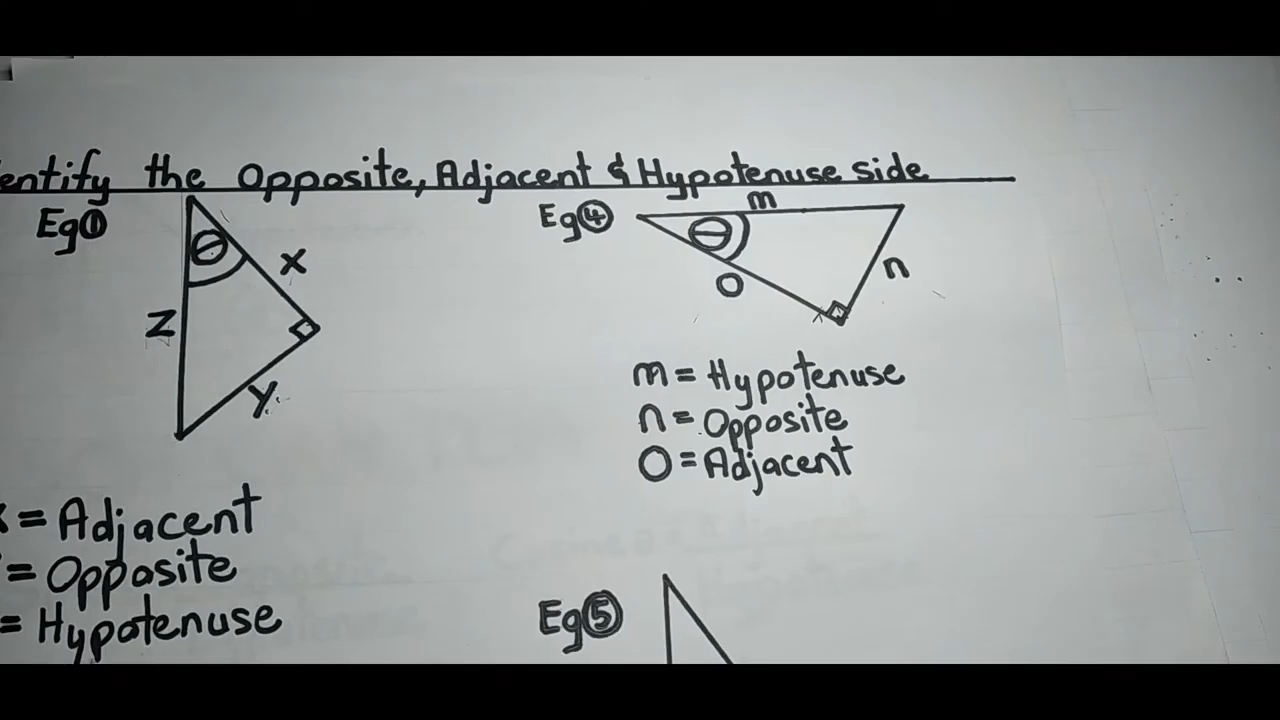 entify the Opposite, Adjacent & Hypotenuse side
Eg①
θ
x
Z
y
x = Adjacent
= Opposite
= Hypotenuse
Eg④
m
θ
n
O
m = Hypotenuse
n = Opposite
O = Adjacent
Eg⑤